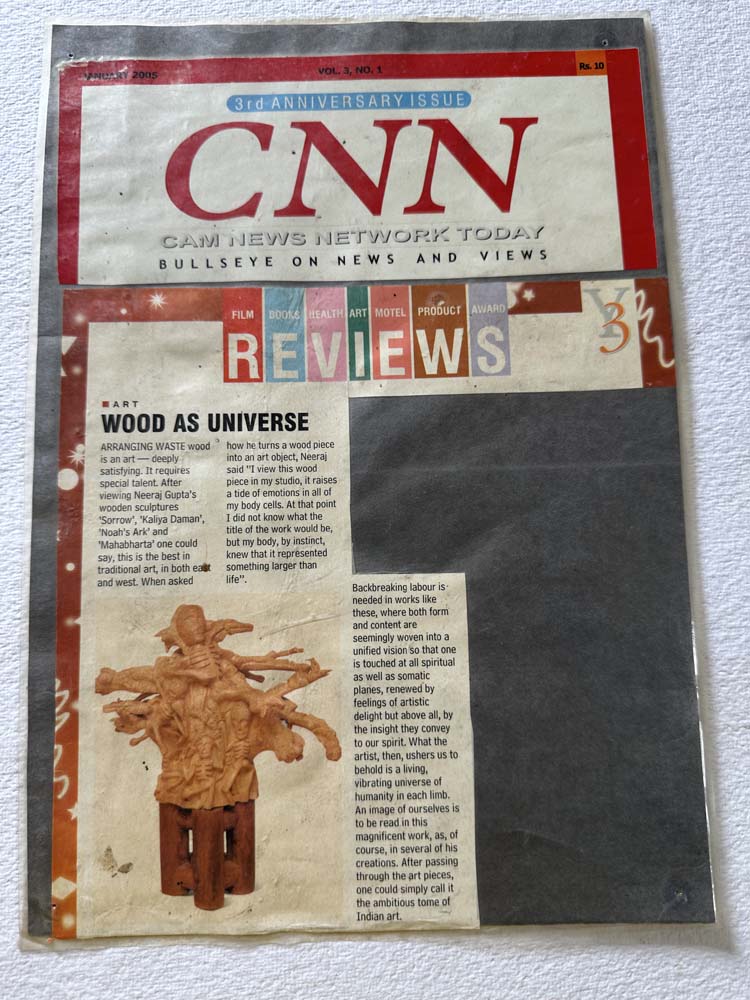 JANUARY 2005
VOL. 3, NO. 1
Rs. 10
3rd ANNIVERSARY ISSUE
CNN
CAM NEWS NETWORK TODAY
BULLSEYE ON NEWS AND VIEWS
FILM BOOKS HEALTH ART MOTEL PRODUCT AWARD
REVIEWS
Y
3
ART
WOOD AS UNIVERSE
ARRANGING WASTE wood
is an art — deeply
satisfying. It requires
special talent. After
viewing Neeraj Gupta's
wooden sculptures
'Sorrow', 'Kaliya Daman',
'Noah's Ark' and
'Mahabharta' one could
say, this is the best in
traditional art, in both east
and west. When asked
how he turns a wood piece
into an art object, Neeraj
said "I view this wood
piece in my studio, it raises
a tide of emotions in all of
my body cells. At that point
I did not know what the
title of the work would be,
but my body, by instinct,
knew that it represented
something larger than
life".
Backbreaking labour is
needed in works like
these, where both form
and content are
seemingly woven into a
unified vision so that one
is touched at all spiritual
as well as somatic
planes, renewed by
feelings of artistic
delight but above all, by
the insight they convey
to our spirit. What the
artist, then, ushers us to
behold is a living,
vibrating universe of
humanity in each limb.
An image of ourselves is
to be read in this
magnificent work, as, of
course, in several of his
creations. After passing
through the art pieces,
one could simply call it
the ambitious tome of
Indian art.